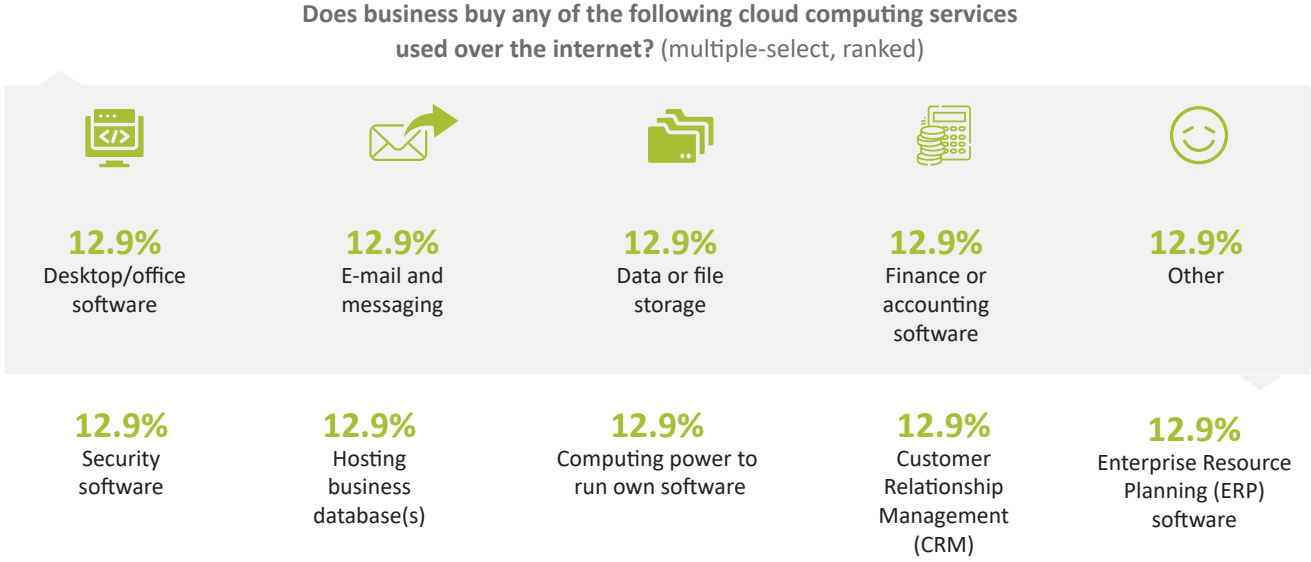 Does business buy any of the following cloud computing services
used over the internet? (multiple-select, ranked)
</>
12.9%
Desktop/office
software
12.9%
E-mail and
messaging
12.9%
Data or file
storage
12.9%
Finance or
accounting
software
12.9%
Other
12.9%
Security
software
12.9%
Hosting
business
database(s)
12.9%
Computing power to
run own software
12.9%
Customer
Relationship
Management
(CRM)
12.9%
Enterprise Resource
Planning (ERP)
software